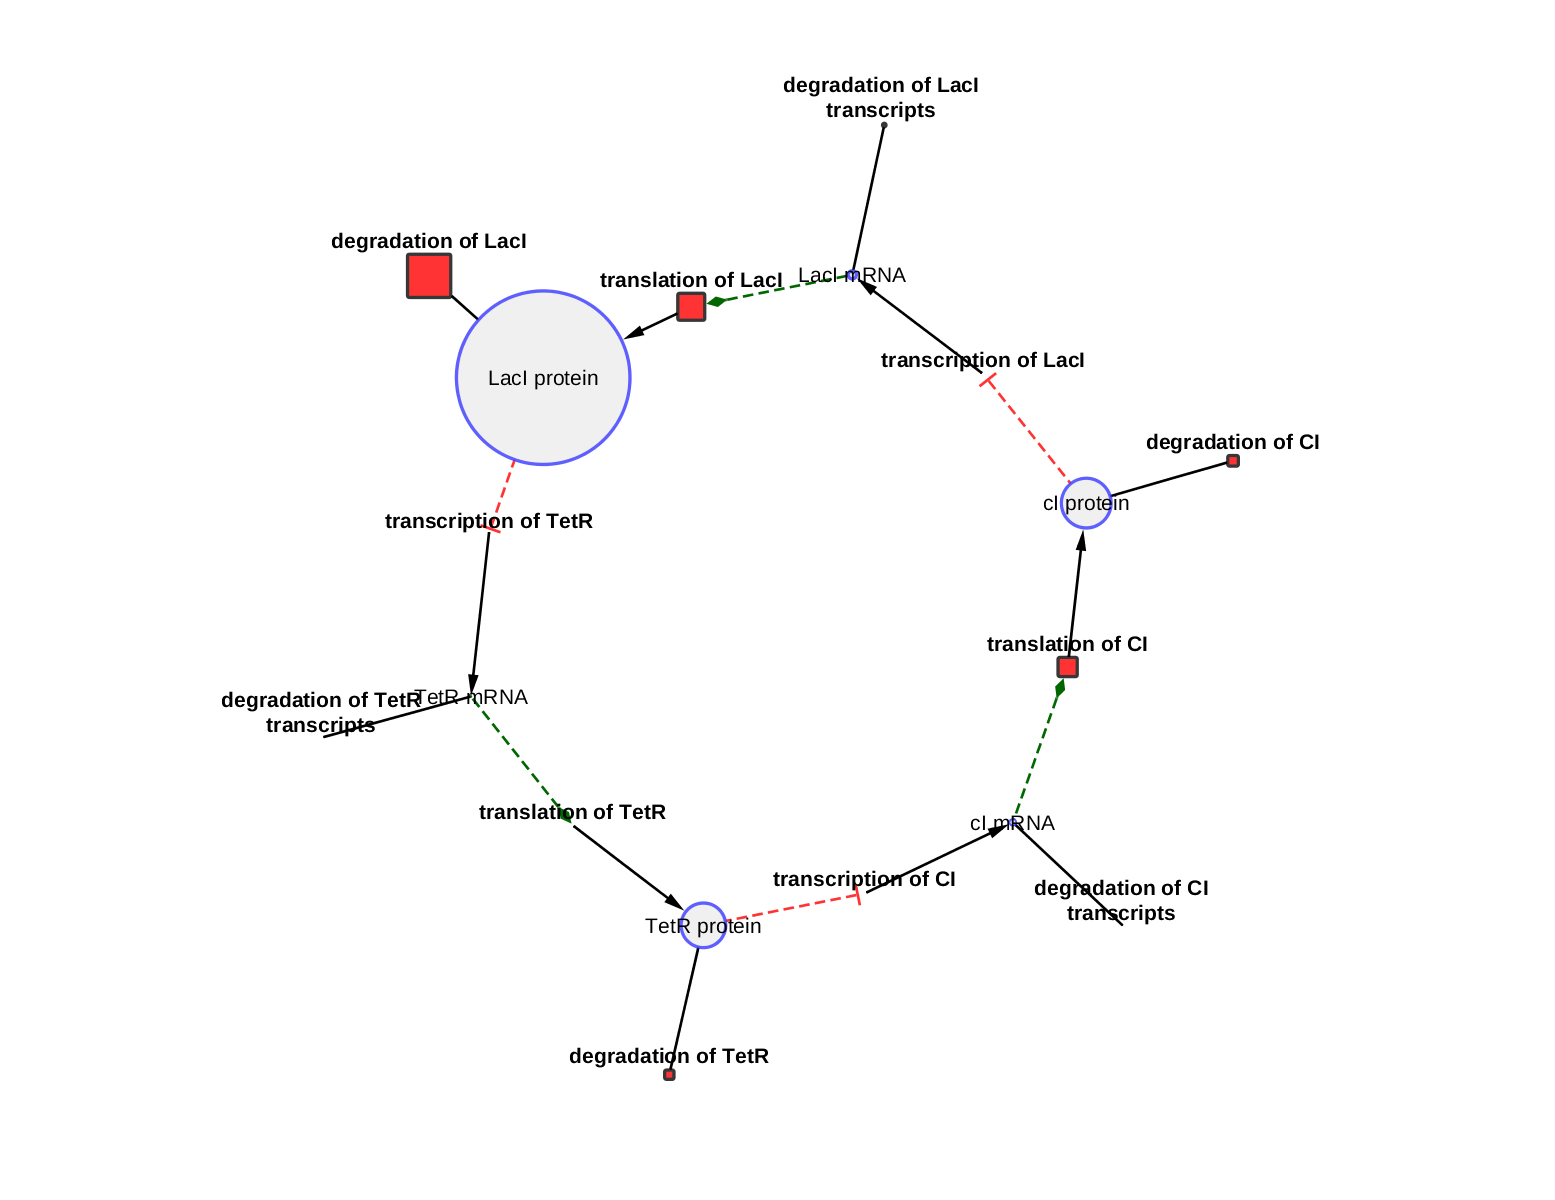 degradation of LacI
transcripts
degradation of LacI
translation of LacI
LacI mRNA
transcription of LacI
LacI protein
degradation of CI
cI protein
transcription of TetR
translation of CI
degradation of TetR
transcripts
TetR mRNA
translation of TetR
cI mRNA
transcription of CI
degradation of CI
transcripts
TetR protein
degradation of TetR